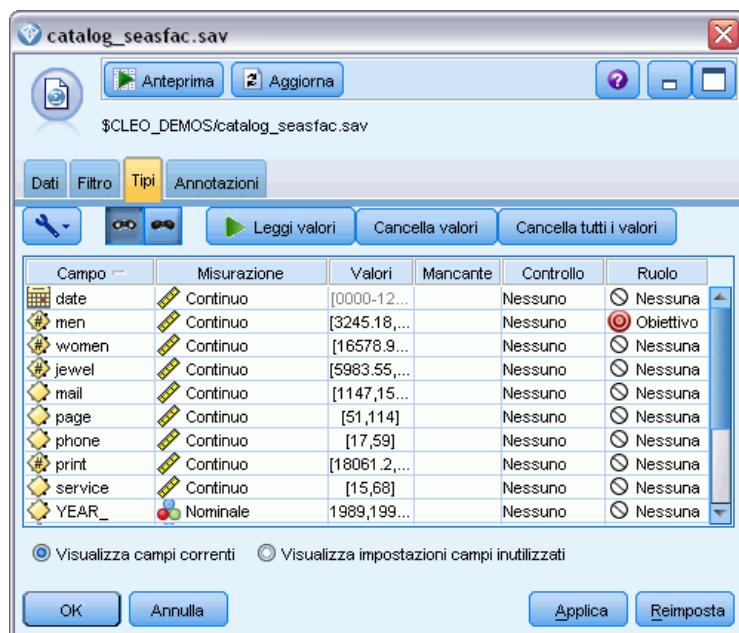 catalog_seasfac.sav
Anteprima Aggiorna
$CLEO_DEMOS/catalog_seasfac.sav
Dati Filtro Tipi Annotazioni
Leggi valori Cancella valori Cancella tutti i valori
Campo Misurazione Valori Mancante Controllo Ruolo
date Continuo [0000-12... Nessuno Nessuna
men Continuo [3245.18,... Nessuno Obiettivo
women Continuo [16578.9... Nessuno Nessuna
jewel Continuo [5983.55,... Nessuno Nessuna
mail Continuo [1147,15... Nessuno Nessuna
page Continuo [51,114] Nessuno Nessuna
phone Continuo [17,59] Nessuno Nessuna
print Continuo [18061.2,... Nessuno Nessuna
service Continuo [15,68] Nessuno Nessuna
YEAR_ Nominale 1989,199... Nessuno Nessuna
Visualizza campi correnti Visualizza impostazioni campi inutilizzati
OK Annulla Applica Reimposta